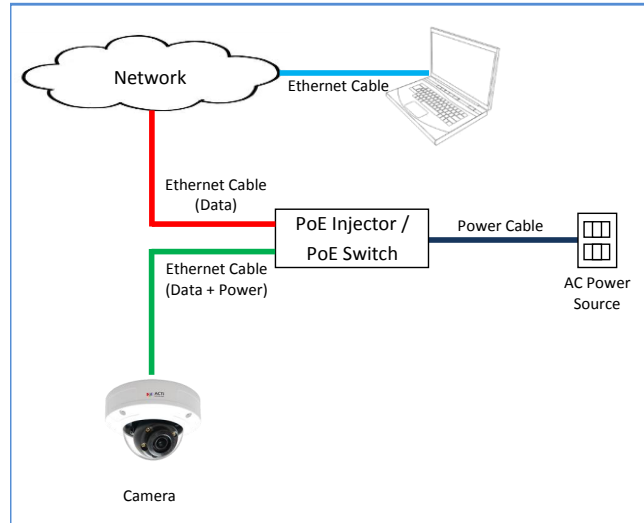 Network
Ethernet Cable
Ethernet Cable
(Data)
PoE Injector /
PoE Switch
Power Cable
Ethernet Cable
(Data + Power)
AC Power
Source
ACTi
Camera